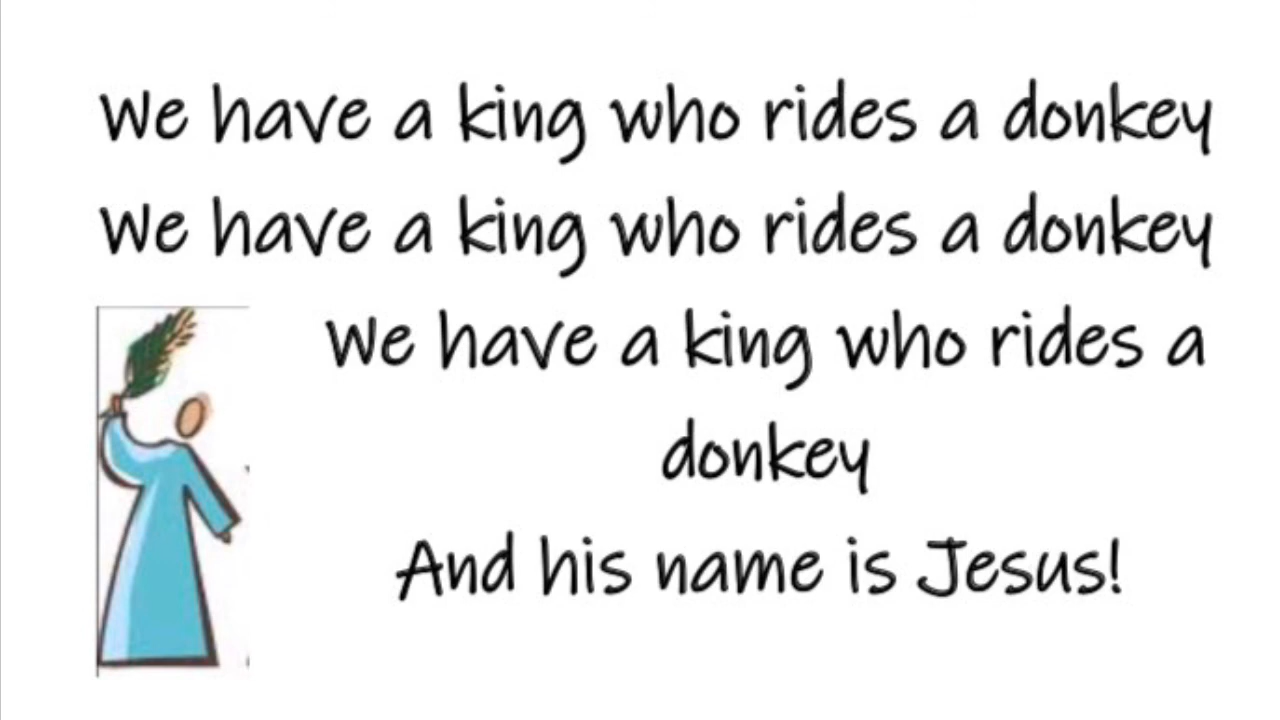 We have a king who rides a donkey
We have a king who rides a donkey
We have a king who rides a
donkey
And his name is Jesus!